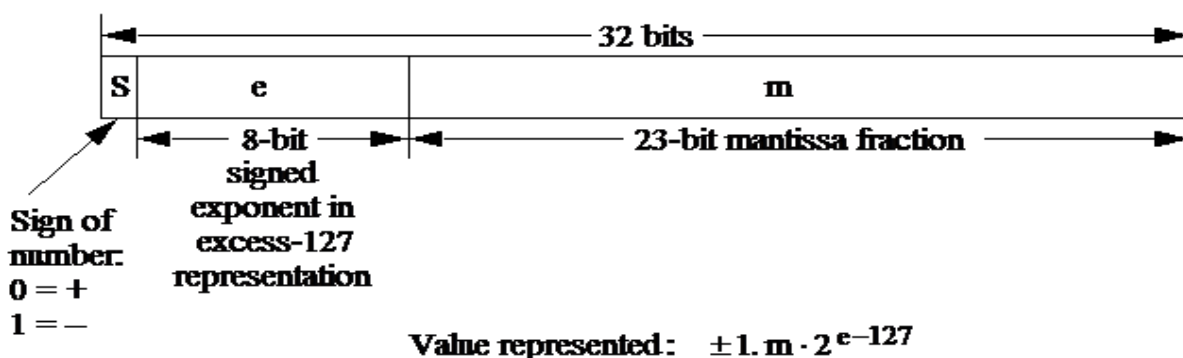 32 bits
S e m
8-bit
signed
exponent in
excess-127
representation
23-bit mantissa fraction
Sign of
number:
0 = +
1 = –
Value represented: ±1. m · 2^e–127